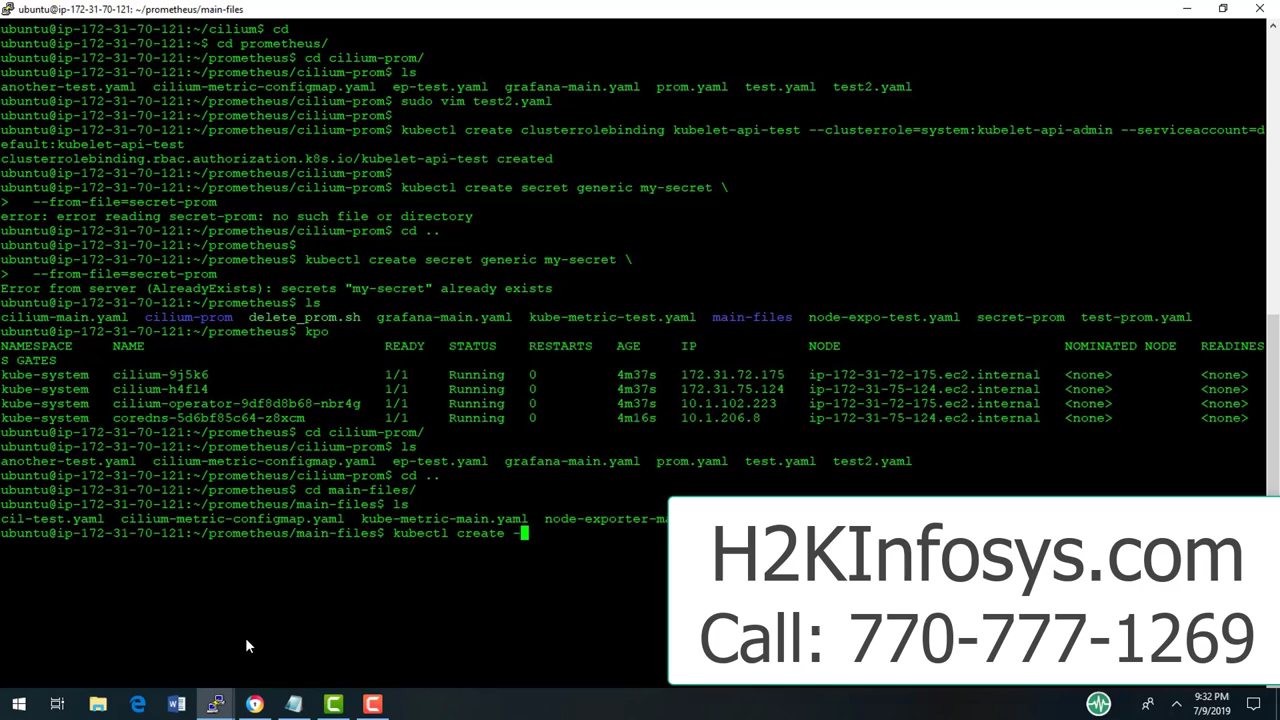 ubuntu@ip-172-31-70-121: ~/prometheus/main-files
ubuntu@ip-172-31-70-121:~/cilium$ cd
ubuntu@ip-172-31-70-121:~$ cd prometheus/
ubuntu@ip-172-31-70-121:~/prometheus$ cd cilium-prom/
ubuntu@ip-172-31-70-121:~/prometheus/cilium-prom$ ls
another-test.yaml  cilium-metric-configmap.yaml  ep-test.yaml  grafana-main.yaml  prom.yaml  test.yaml  test2.yaml
ubuntu@ip-172-31-70-121:~/prometheus/cilium-prom$ sudo vim test2.yaml
ubuntu@ip-172-31-70-121:~/prometheus/cilium-prom$
ubuntu@ip-172-31-70-121:~/prometheus/cilium-prom$ kubectl create clusterrolebinding kubelet-api-test --clusterrole=system:kubelet-api-admin --serviceaccount=d
efault:kubelet-api-test
clusterrolebinding.rbac.authorization.k8s.io/kubelet-api-test created
ubuntu@ip-172-31-70-121:~/prometheus/cilium-prom$
ubuntu@ip-172-31-70-121:~/prometheus/cilium-prom$ kubectl create secret generic my-secret \
>   --from-file=secret-prom
error: error reading secret-prom: no such file or directory
ubuntu@ip-172-31-70-121:~/prometheus/cilium-prom$ cd ..
ubuntu@ip-172-31-70-121:~/prometheus$
ubuntu@ip-172-31-70-121:~/prometheus$ kubectl create secret generic my-secret \
>   --from-file=secret-prom
Error from server (AlreadyExists): secrets "my-secret" already exists
ubuntu@ip-172-31-70-121:~/prometheus$ ls
cilium-main.yaml  cilium-prom  delete_prom.sh  grafana-main.yaml  kube-metric-test.yaml  main-files  node-expo-test.yaml  secret-prom  test-prom.yaml
ubuntu@ip-172-31-70-121:~/prometheus$ kpo
NAMESPACE     NAME                              READY   STATUS    RESTARTS   AGE     IP              NODE                            NOMINATED NODE   READINES
S GATES
kube-system   cilium-9j5k6                      1/1     Running   0          4m37s   172.31.72.175   ip-172-31-72-175.ec2.internal   <none>           <none>
kube-system   cilium-h4fl4                      1/1     Running   0          4m37s   172.31.75.124   ip-172-31-75-124.ec2.internal   <none>           <none>
kube-system   cilium-operator-9df8d8b68-nbr4g   1/1     Running   0          4m37s   10.1.102.223    ip-172-31-72-175.ec2.internal   <none>           <none>
kube-system   coredns-5d6bf85c64-z8xcm          1/1     Running   0          4m16s   10.1.206.8      ip-172-31-75-124.ec2.internal   <none>           <none>
ubuntu@ip-172-31-70-121:~/prometheus$ cd cilium-prom/
ubuntu@ip-172-31-70-121:~/prometheus/cilium-prom$ ls
another-test.yaml  cilium-metric-configmap.yaml  ep-test.yaml  grafana-main.yaml  prom.yaml  test.yaml  test2.yaml
ubuntu@ip-172-31-70-121:~/prometheus/cilium-prom$ cd ..
ubuntu@ip-172-31-70-121:~/prometheus$ cd main-files/
ubuntu@ip-172-31-70-121:~/prometheus/main-files$ ls
cil-test.yaml  cilium-metric-configmap.yaml  kube-metric-main.yaml
ubuntu@ip-172-31-70-121:~/prometheus/main-files$ kubectl create -
H2KInfosys.com
Call: 770-777-1269
9:32 PM
7/9/2019